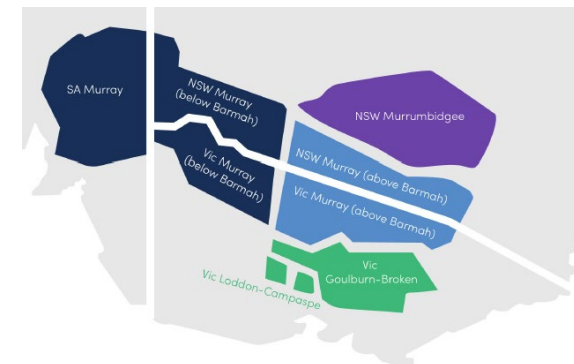 SA Murray
NSW Murray
(below Barmah)
Vic Murray
(below Barmah)
NSW Murrumbidgee
NSW Murray (above Barmah)
Vic Murray (above Barmah)
Vic
Goulburn-Broken
Vic Loddon-Campaspe